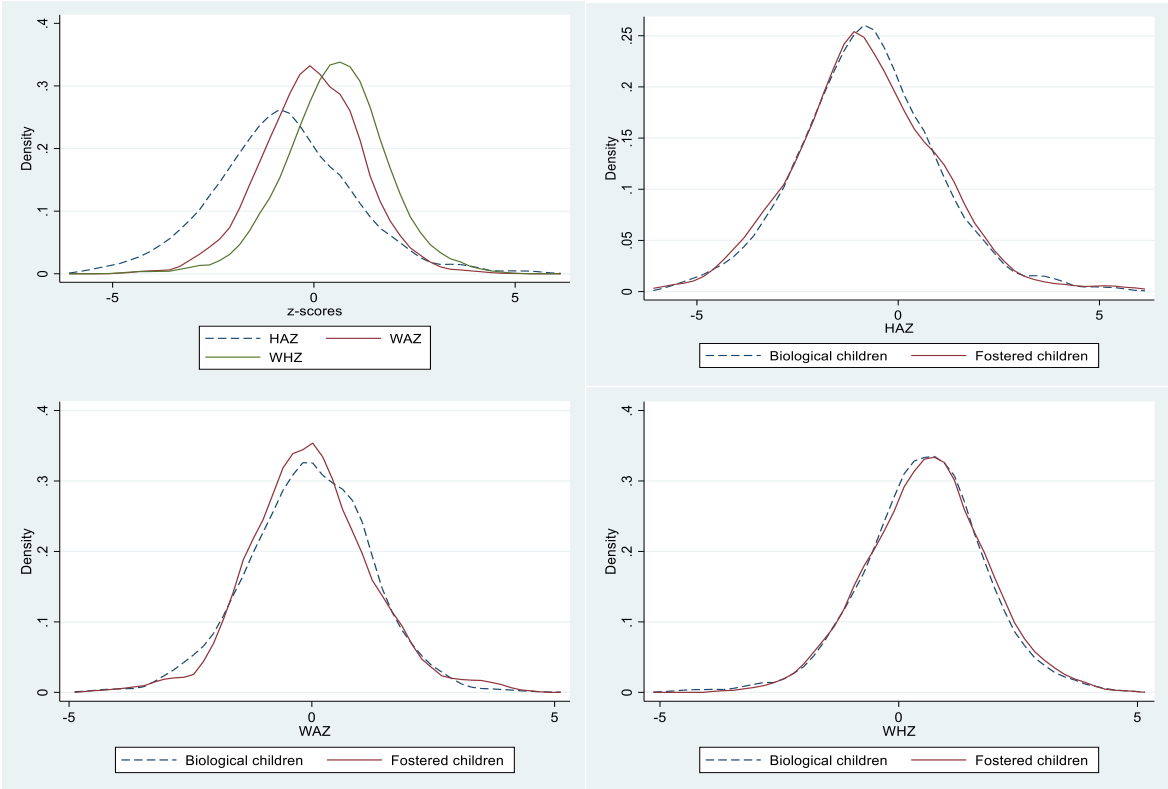 .4
.3
.2
.1
0
Density
-5 0 5
z-scores
HAZ WAZ
WHZ
.25
.2
.15
.1
.05
0
Density
-5 0 5
HAZ
Biological children Fostered children
.4
.3
.2
.1
0
Density
-5 0 5
WAZ
Biological children Fostered children
.4
.3
.2
.1
0
Density
-5 0 5
WHZ
Biological children Fostered children